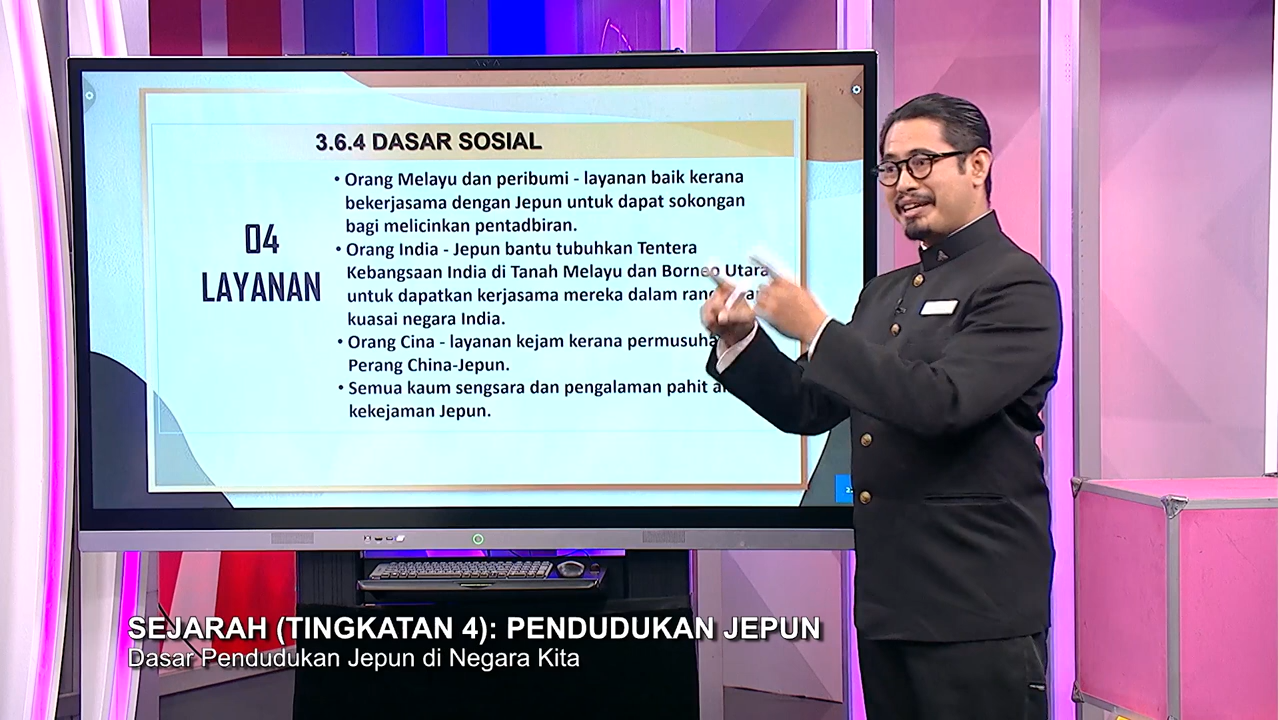 3.6.4 DASAR SOSIAL
04
LAYANAN
• Orang Melayu dan peribumi - layanan baik kerana
bekerjasama dengan Jepun untuk dapat sokongan
bagi melicinkan pentadbiran.
• Orang India - Jepun bantu tubuhkan Tentera
Kebangsaan India di Tanah Melayu dan Borneo Utara
untuk dapatkan kerjasama mereka dalam
kuasai negara India.
• Orang Cina - layanan kejam kerana
Perang China-Jepun.
• Semua kaum sengsara dan pengalaman pahit
kekejaman Jepun.
SEJARAH (TINGKATAN 4): PENDUDUKAN JEPUN
Dasar Pendudukan Jepun di Negara Kita